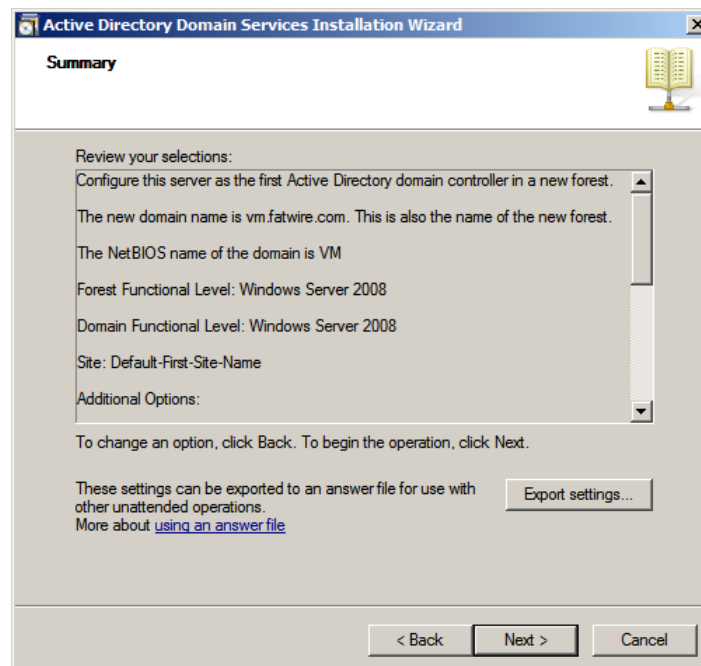 Active Directory Domain Services Installation Wizard
Summary
Review your selections:
Configure this server as the first Active Directory domain controller in a new forest.
The new domain name is vm.fatwire.com. This is also the name of the new forest.
The NetBIOS name of the domain is VM
Forest Functional Level: Windows Server 2008
Domain Functional Level: Windows Server 2008
Site: Default-First-Site-Name
Additional Options:
To change an option, click Back. To begin the operation, click Next.
These settings can be exported to an answer file for use with
other unattended operations.
More about using an answer file
Export settings...
< Back
Next >
Cancel